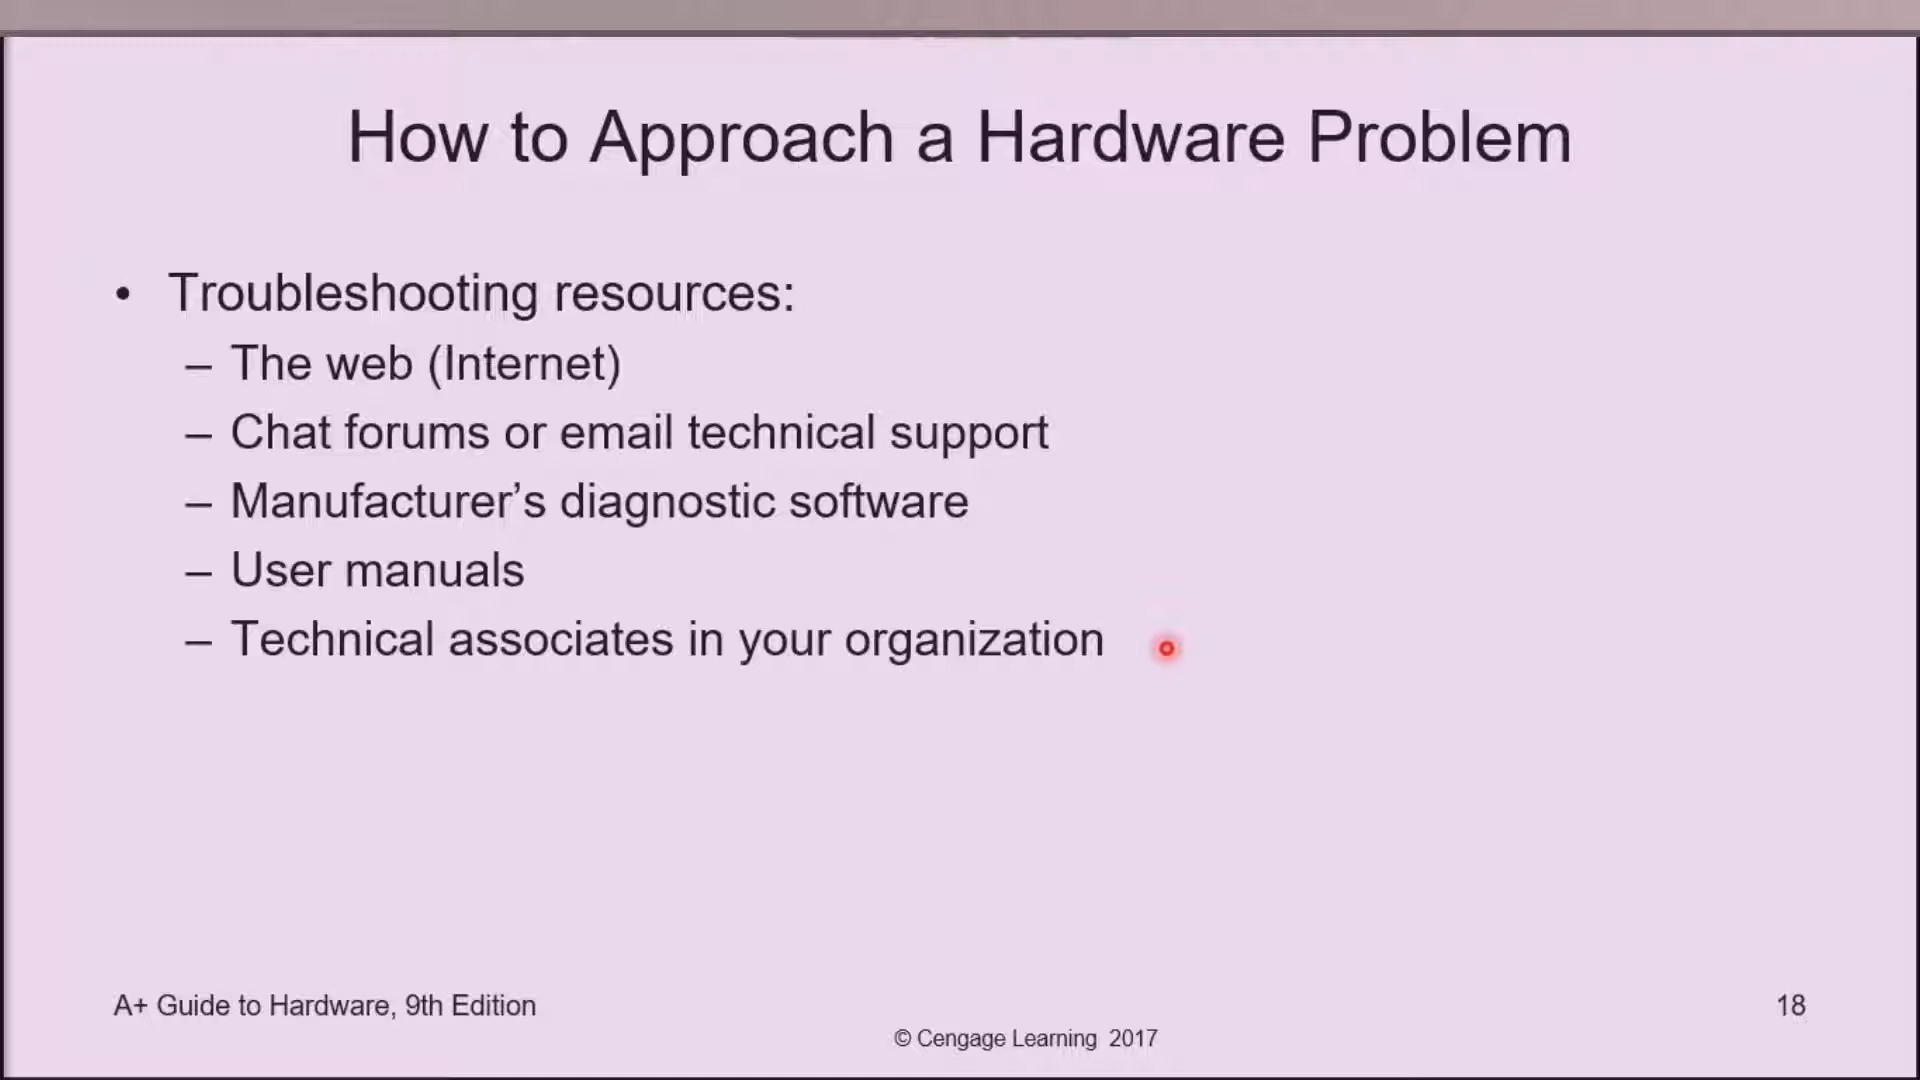 How to Approach a Hardware Problem
• Troubleshooting resources:
– The web (Internet)
– Chat forums or email technical support
– Manufacturer’s diagnostic software
– User manuals
– Technical associates in your organization
A+ Guide to Hardware, 9th Edition
18
© Cengage Learning 2017